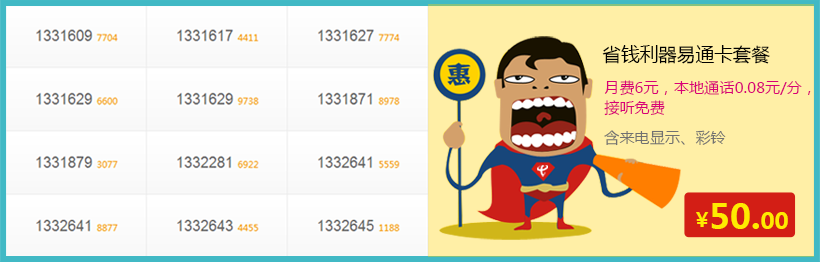 1331609 7704
1331617 4411
1331627 7774
1331629 6600
1331629 9738
1331871 8978
1331879 3077
1332281 6922
1332641 5559
1332641 8877
1332643 4455
1332645 1188
惠
省钱利器易通卡套餐
月费6元，本地通话0.08元/分，
接听免费
含来电显示、彩铃
¥50.00